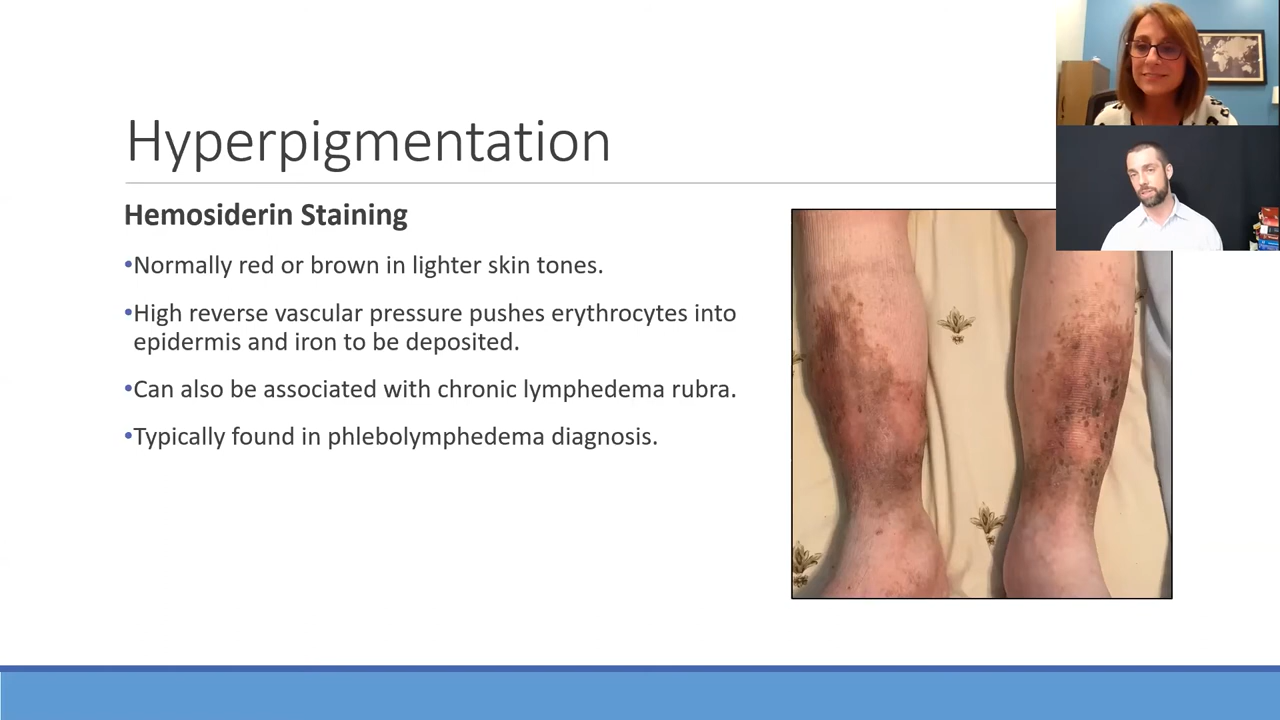 Hyperpigmentation
Hemosiderin Staining
•Normally red or brown in lighter skin tones.
•High reverse vascular pressure pushes erythrocytes into
epidermis and iron to be deposited.
•Can also be associated with chronic lymphedema rubra.
•Typically found in phlebolymphedema diagnosis.